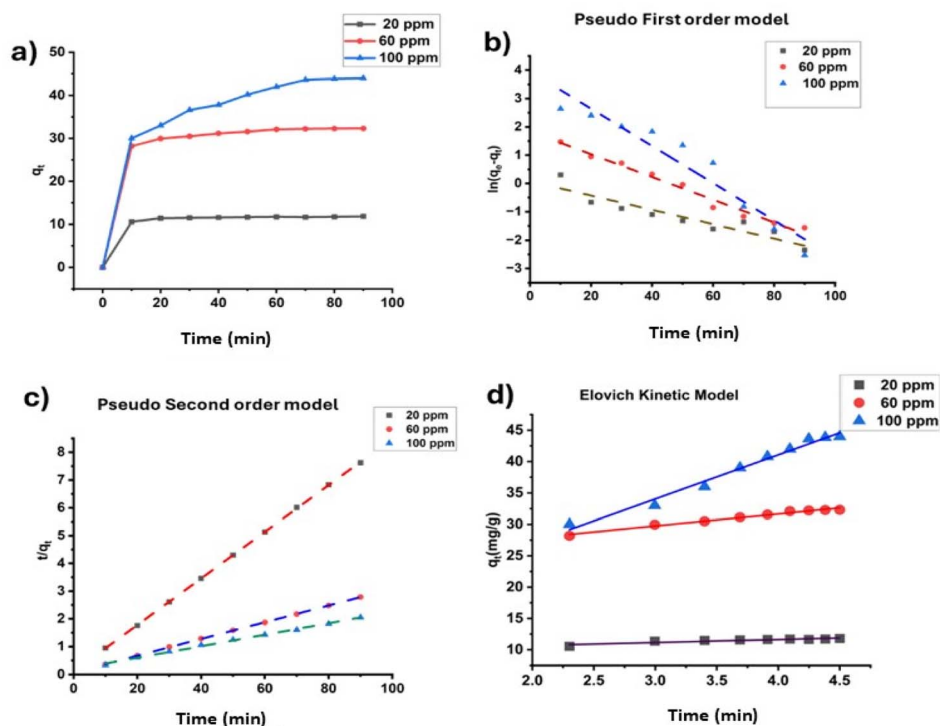 a)
20 ppm
60 ppm
100 ppm
50
40
30
20
10
0
qt
0 20 40 60 80 100
Time (min)
Pseudo First order model
b)
20 ppm
60 ppm
100 ppm
4
3
2
1
0
−1
−2
−3
ln(qe-qt)
20 40 60 80 100
Time (min)
c)
Pseudo Second order model
20 ppm
60 ppm
100 ppm
8
7
6
5
4
3
2
1
0
t/qt
0 20 40 60 80 100
Time (min)
d)
Elovich Kinetic Model
20 ppm
60 ppm
100 ppm
45
40
35
30
25
20
15
10
qt(mg/g)
2.0 2.5 3.0 3.5 4.0 4.5
Time (min)